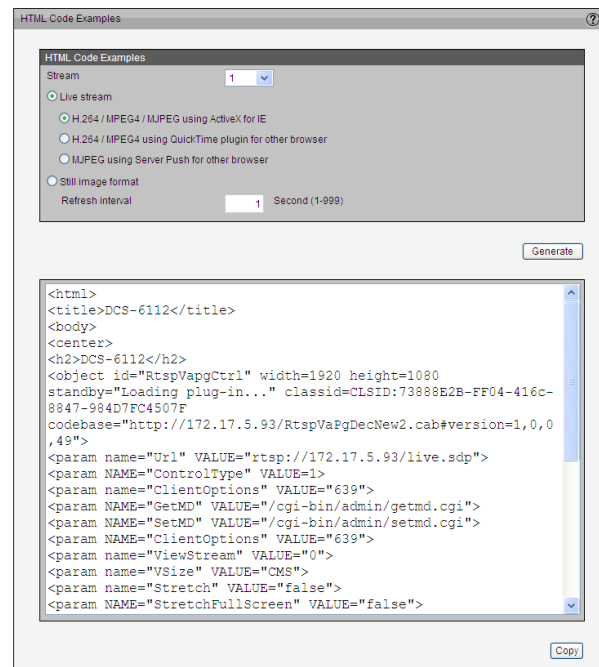 HTML Code Examples
?
HTML Code Examples
Stream 1
Live stream
H.264 / MPEG4 / MJPEG using ActiveX for IE
H.264 / MPEG4 using QuickTime plugin for other browser
MJPEG using Server Push for other browser
Still image format
Refresh interval 1 Second (1-999)
Generate
<html>
<title>DCS-6112</title>
<body>
<center>
<h2>DCS-6112</h2>
<object id="RtspVapgCtrl" width=1920 height=1080
standby="Loading plug-in..." classid=CLSID:73888E2B-FF04-416c-
8847-984D7FC4507F
codebase="http://172.17.5.93/RtspVaPgDecNew2.cab#version=1,0,0
,49">
<param name="Url" VALUE="rtsp://172.17.5.93/live.sdp">
<param NAME="ControlType" VALUE=1>
<param name="ClientOptions" VALUE="639">
<param NAME="GetMD" VALUE="/cgi-bin/admin/getmd.cgi">
<param NAME="SetMD" VALUE="/cgi-bin/admin/setmd.cgi">
<param NAME="ClientOptions" VALUE="639">
<param name="ViewStream" VALUE="0">
<param name="VSize" VALUE="CMS">
<param name="Stretch" VALUE="false">
<param NAME="StretchFullScreen" VALUE="false">
Copy